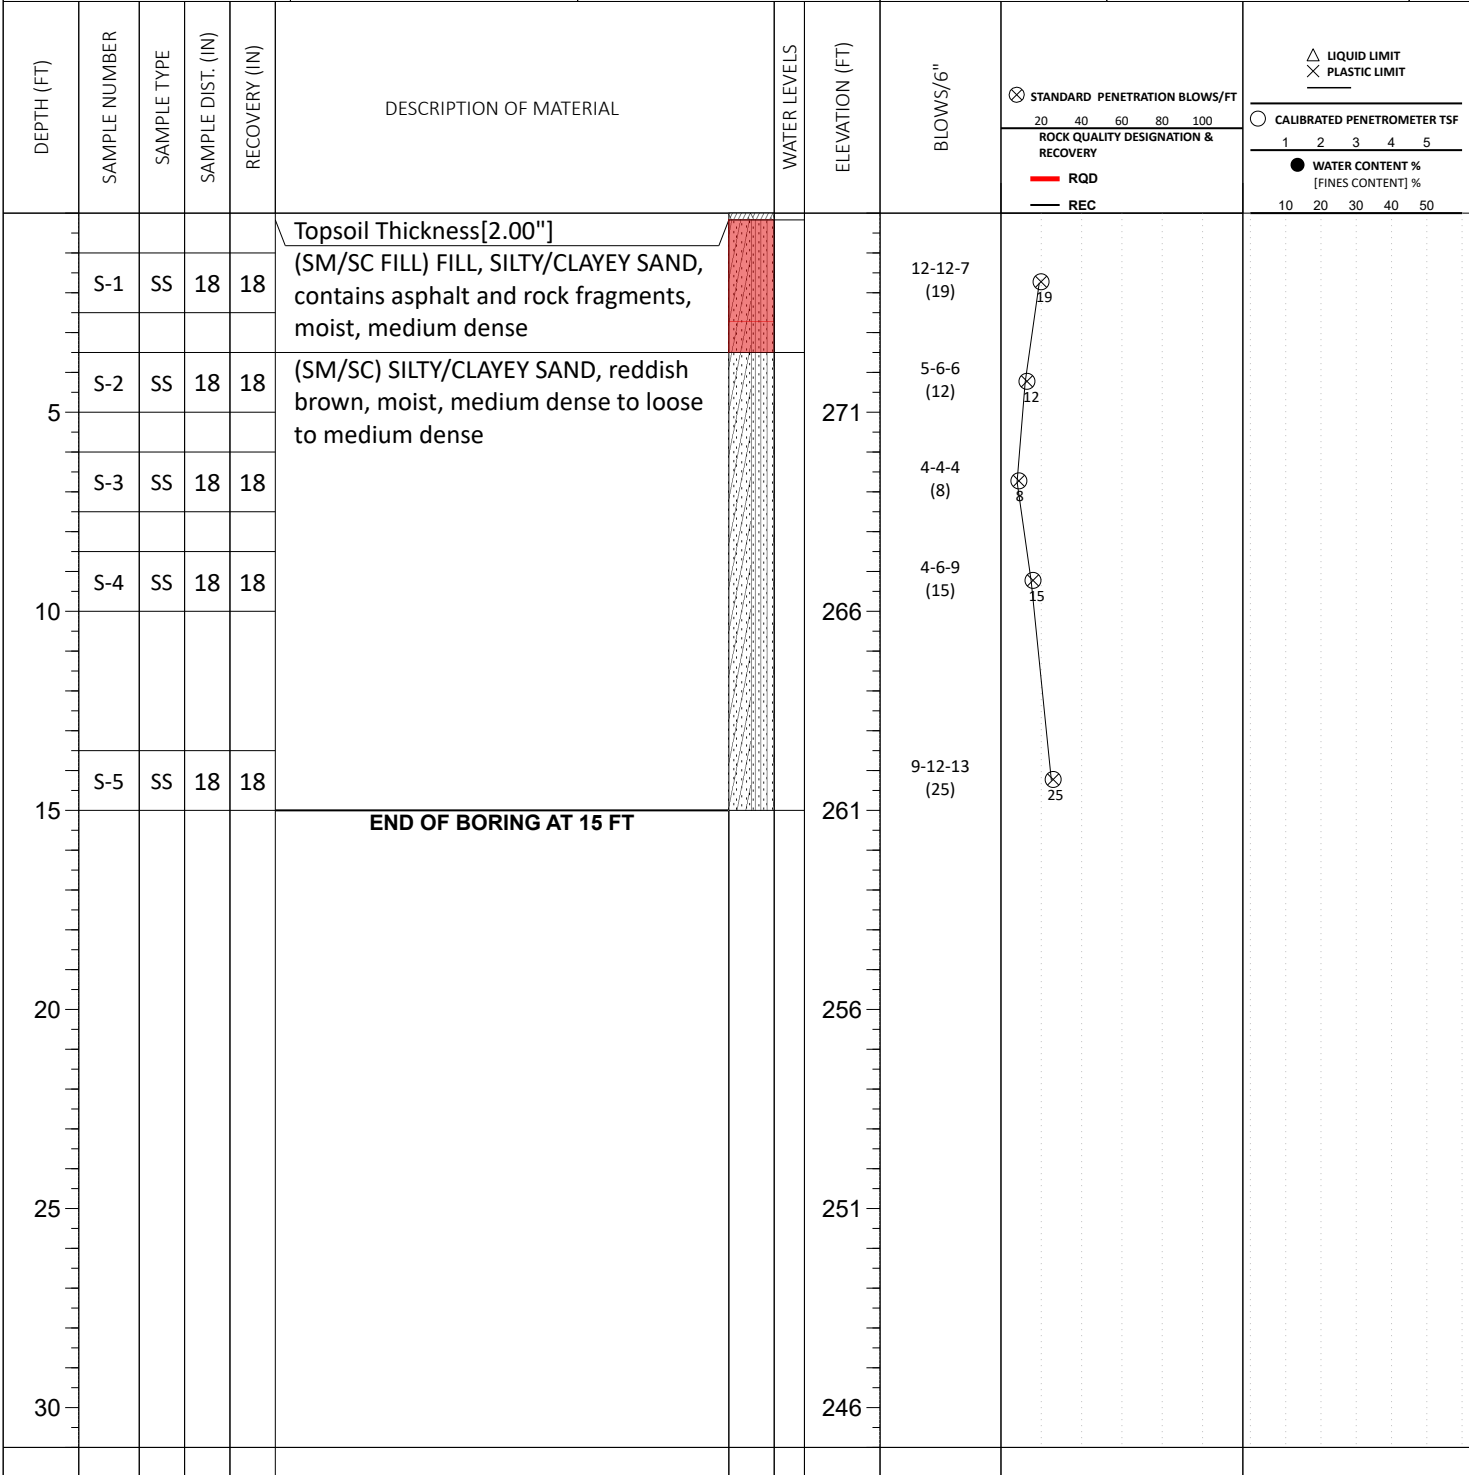 DEPTH (FT)
SAMPLE NUMBER
SAMPLE TYPE
SAMPLE DIST. (IN)
RECOVERY (IN)
DESCRIPTION OF MATERIAL
WATER LEVELS
ELEVATION (FT)
BLOWS/6"
STANDARD PENETRATION BLOWS/FT
20 40 60 80 100
ROCK QUALITY DESIGNATION &
RECOVERY
RQD
REC
LIQUID LIMIT
PLASTIC LIMIT
CALIBRATED PENETROMETER TSF
1 2 3 4 5
WATER CONTENT %
[FINES CONTENT] %
10 20 30 40 50
Topsoil Thickness[2.00"]
(SM/SC FILL) FILL, SILTY/CLAYEY SAND,
contains asphalt and rock fragments,
moist, medium dense
S-1 SS 18 18
12-12-7
(19)
19
(SM/SC) SILTY/CLAYEY SAND, reddish
brown, moist, medium dense to loose
to medium dense
S-2 SS 18 18
5-6-6
(12)
12
5 271
S-3 SS 18 18
4-4-4
(8)
8
S-4 SS 18 18
4-6-9
(15)
15
10 266
S-5 SS 18 18
9-12-13
(25)
25
15 261
END OF BORING AT 15 FT
20 256
25 251
30 246